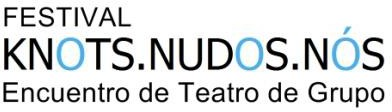 FESTIVAL
KNOTS.NUDOS.NÓS
Encuentro de Teatro de Grupo